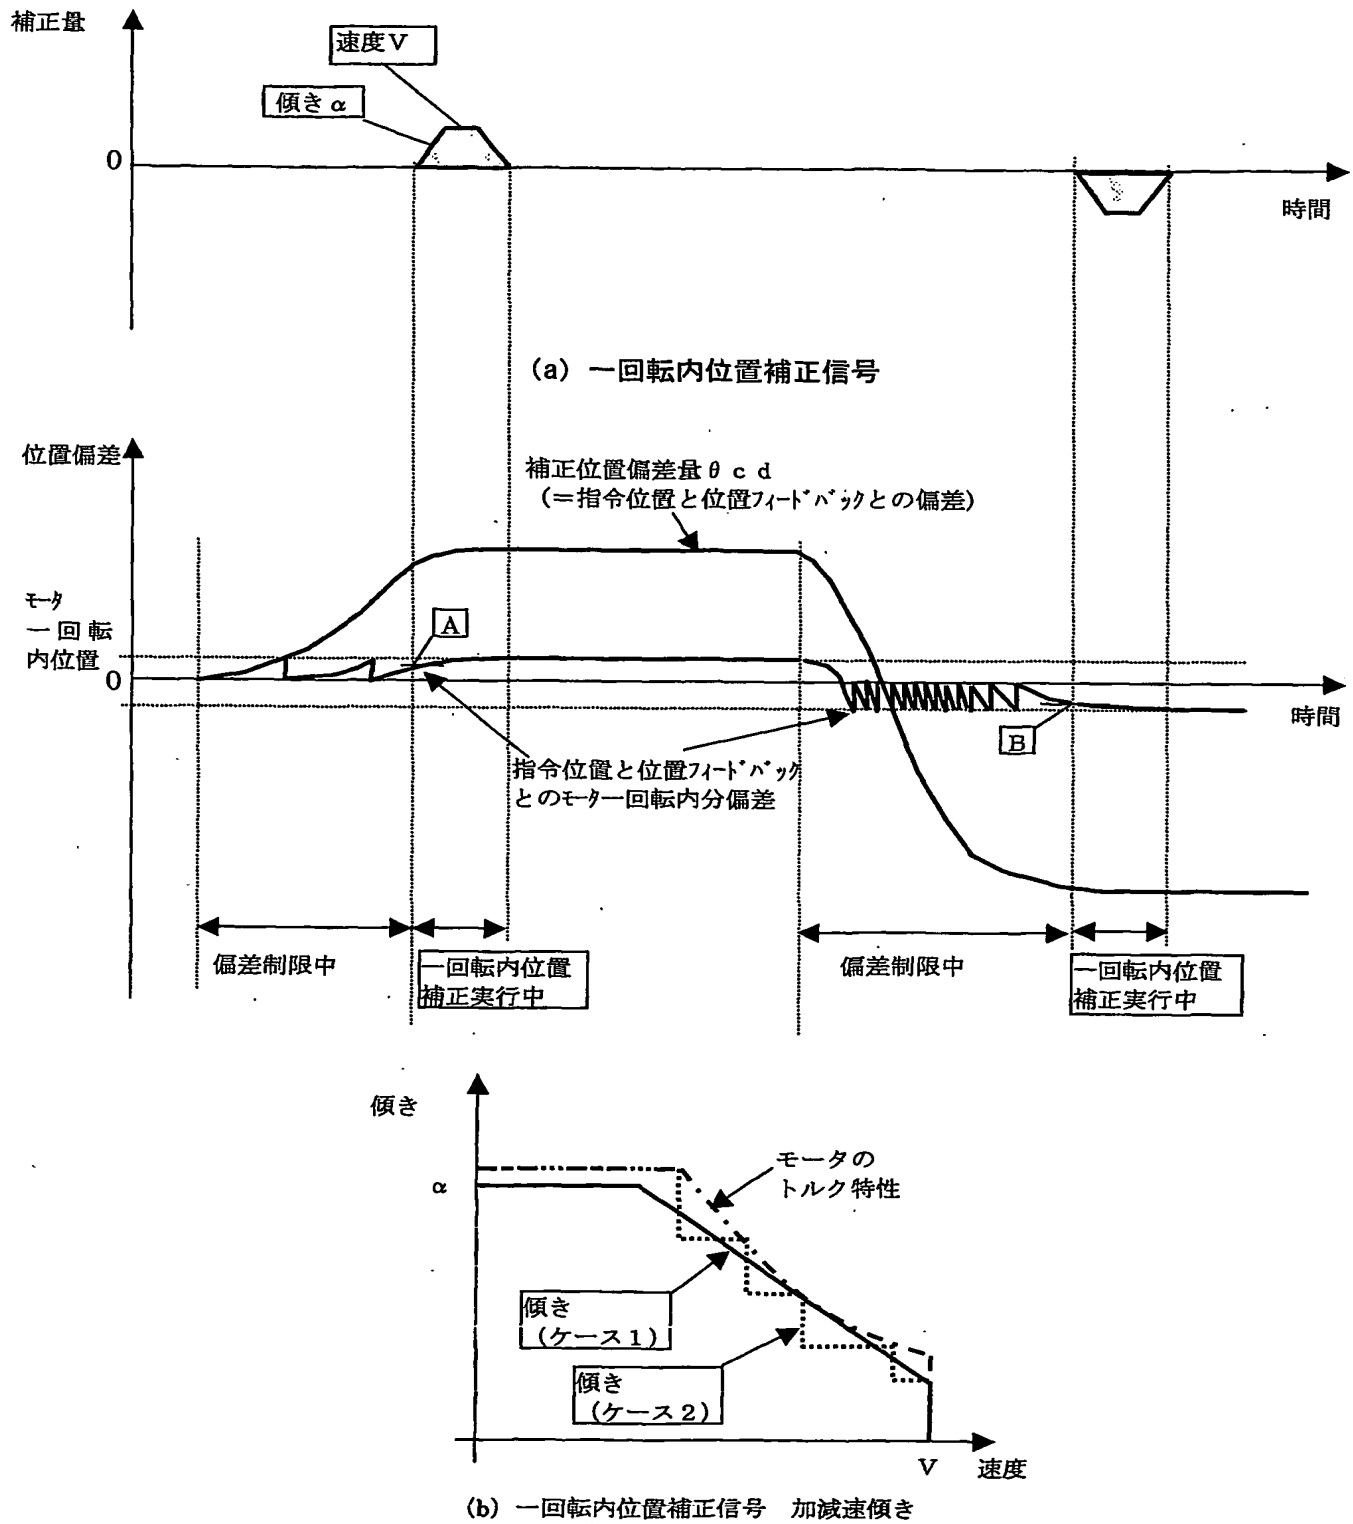 補正量
速度V
傾きα
0
時間
(a) 一回転内位置補正信号
位置偏差
補正位置偏差量θcd
(=指令位置と位置フィードバックとの偏差)
モータ
一回転
内位置
A
0
時間
B
指令位置と位置フィードバック
とのモータ一回転内分偏差
偏差制限中
一回転内位置
補正実行中
偏差制限中
一回転内位置
補正実行中
傾き
α
モータの
トルク特性
傾き
(ケース1)
傾き
(ケース2)
V
速度
(b) 一回転内位置補正信号 加減速傾き